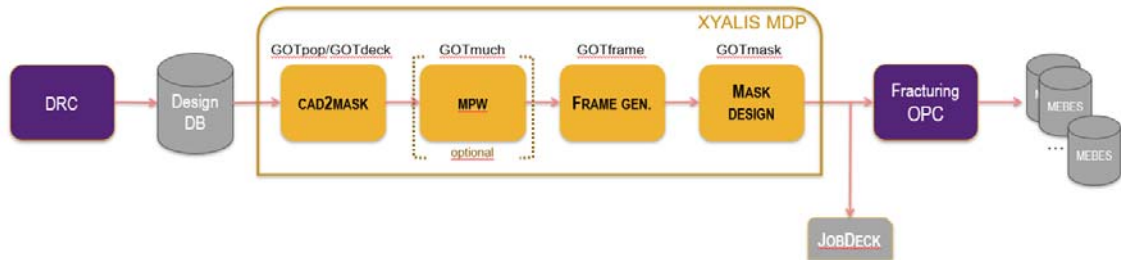 XYALIS MDP
GOTpop/GOTdeck
GOTmuch
GOTframe
GOTmask
DRC
Design
DB
CAD2MASK
MPW
FRAME GEN.
MASK
DESIGN
Fracturing
OPC
MEBES
...
MEBES
optional
JOBDECK